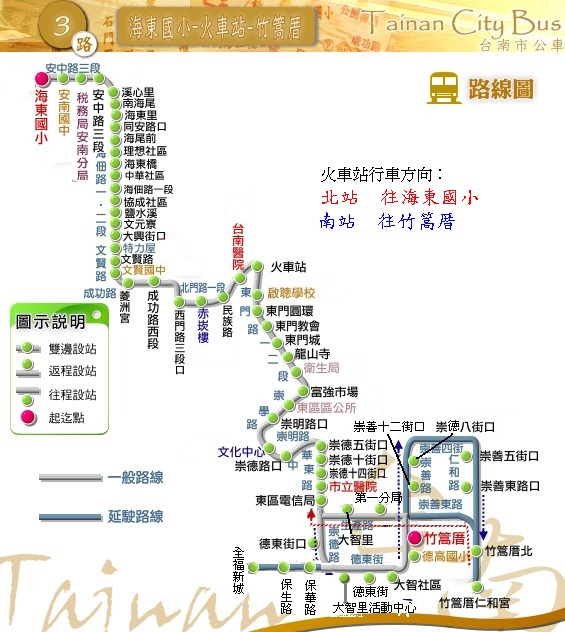 3路
海東國小-火車站-竹篙厝
Tainan City Bus
台南市公車
路線圖
火車站行車方向：
北站 往海東國小
南站 往竹篙厝
安中路三段
海東國小
安南國中
稅務局安南分局
安中路三段
溪心里
南海尾
海東里
同安路口
海尾前
理想社區
海東橋
中華社區
海佃路一段
協成社區
鹽水溪
文元寮
大興街口
特力屋
文賢路
文賢國中
海佃路一．二段
文賢路
成功路
菱洲宮
成功路西段
西門路三段口
北門路一段
赤崁樓
民族路
台南醫院
火車站
東門路一二段
啟聰學校
東門圓環
東門教會
東門城
龍山寺
衛生局
富強市場
東區區公所
崇學路
崇明路口
崇明路
文化中心
崇德路口
中華東路
崇德五街口
崇德十街口
崇德十四街口
市立醫院
東區電信局
第一分局
生產路
大智里
崇德路
德東街口
德東街
全福新城
保生路
保華路
大智里活動中心
德東街
大智社區
竹篙厝
德高國小
竹篙厝北
竹篙厝仁和宮
崇善十二街口
崇德八街口
崇善四街
崇善路
仁和路
崇善五街口
崇善東路口
崇善東路
圖示說明
雙邊設站
返程設站
往程設站
起迄點
一般路線
延駛路線
Tainan